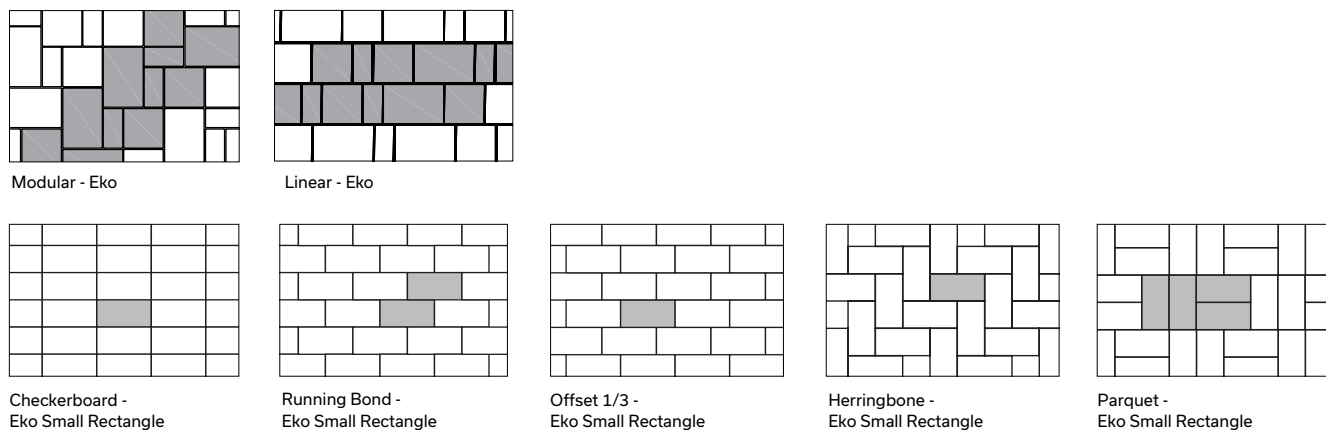 Modular - Eko
Linear - Eko
Checkerboard -
Eko Small Rectangle
Running Bond -
Eko Small Rectangle
Offset 1/3 -
Eko Small Rectangle
Herringbone -
Eko Small Rectangle
Parquet -
Eko Small Rectangle